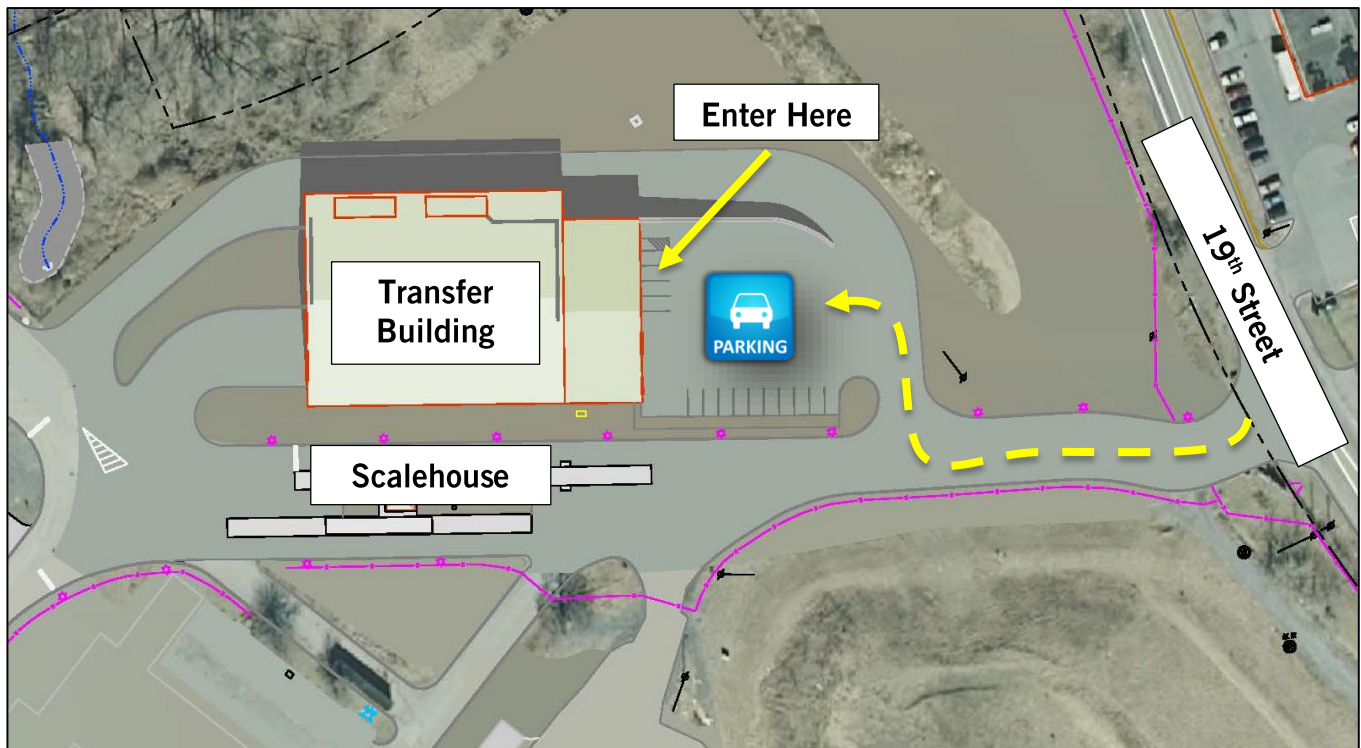 Enter Here
19th Street
Transfer
Building
PARKING
Scalehouse